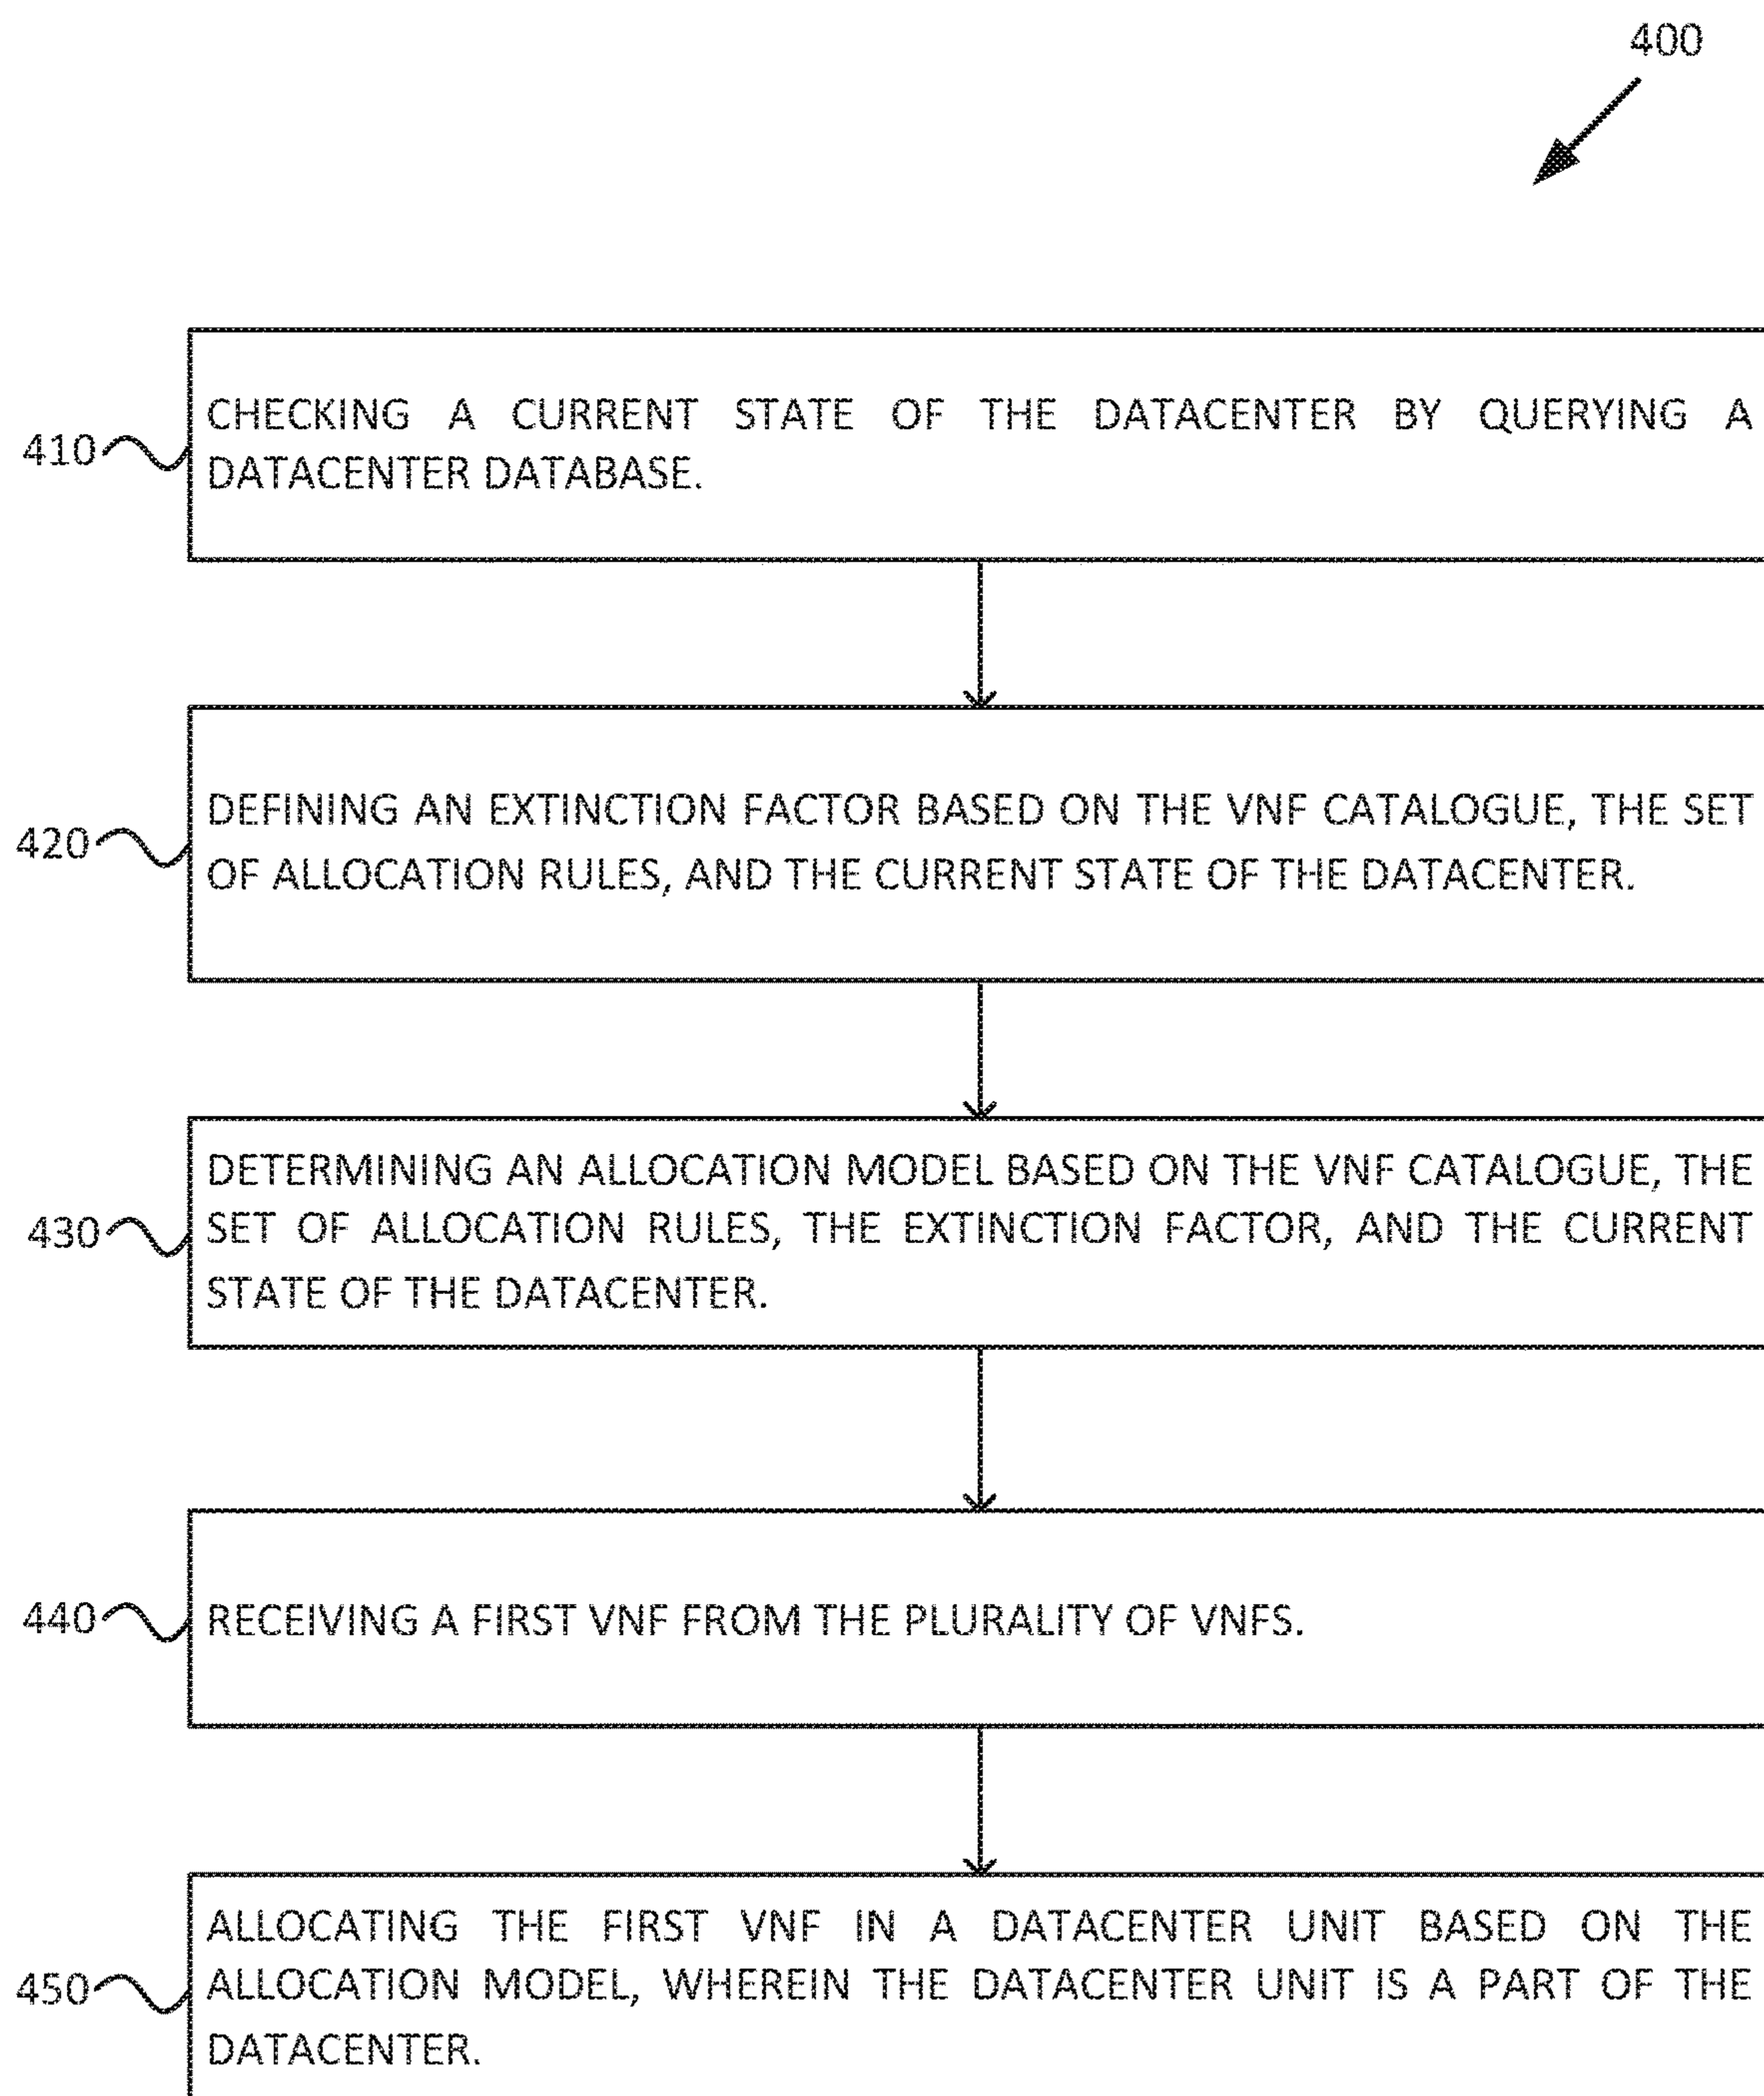 400
410
CHECKING A CURRENT STATE OF THE DATACENTER BY QUERYING A
DATACENTER DATABASE.
420
DEFINING AN EXTINCTION FACTOR BASED ON THE VNF CATALOGUE, THE SET
OF ALLOCATION RULES, AND THE CURRENT STATE OF THE DATACENTER.
430
DETERMINING AN ALLOCATION MODEL BASED ON THE VNF CATALOGUE, THE
SET OF ALLOCATION RULES, THE EXTINCTION FACTOR, AND THE CURRENT
STATE OF THE DATACENTER.
440
RECEIVING A FIRST VNF FROM THE PLURALITY OF VNFS.
450
ALLOCATING THE FIRST VNF IN A DATACENTER UNIT BASED ON THE
ALLOCATION MODEL, WHEREIN THE DATACENTER UNIT IS A PART OF THE
DATACENTER.